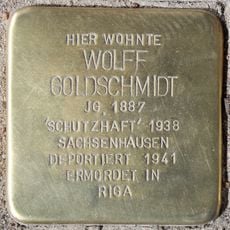 HIER WOHNTE
WOLFF
GOLDSCHMIDT
JG. 1887
'SCHUTZHAFT' 1938
SACHSENHAUSEN
DEPORTIERT 1941
ERMORDET IN
RIGA